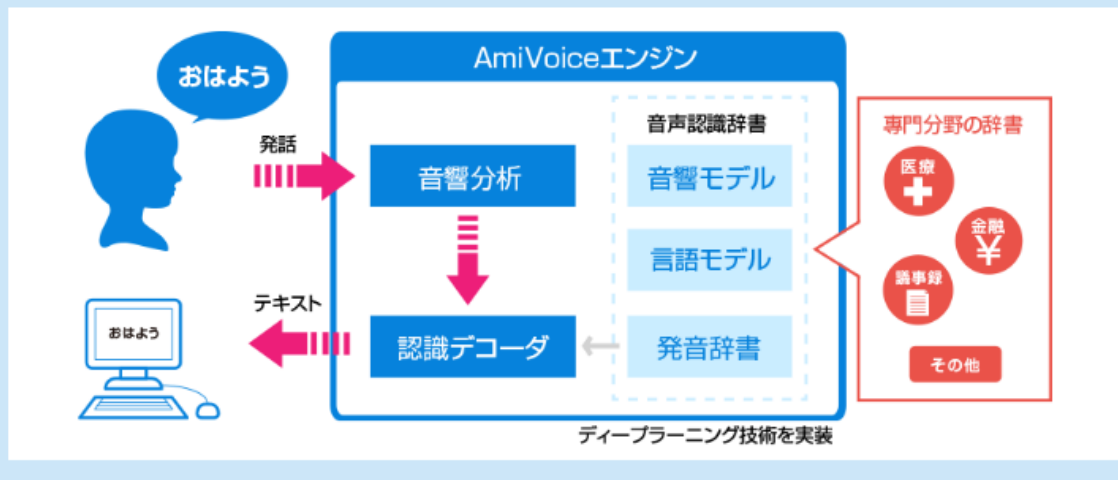 AmiVoiceエンジン
おはよう
発話
音響分析
音声認識辞書
音響モデル
言語モデル
発音辞書
認識デコーダ
テキスト
おはよう
専門分野の辞書
医療
金融
¥
議事録
その他
ディープラーニング技術を実装